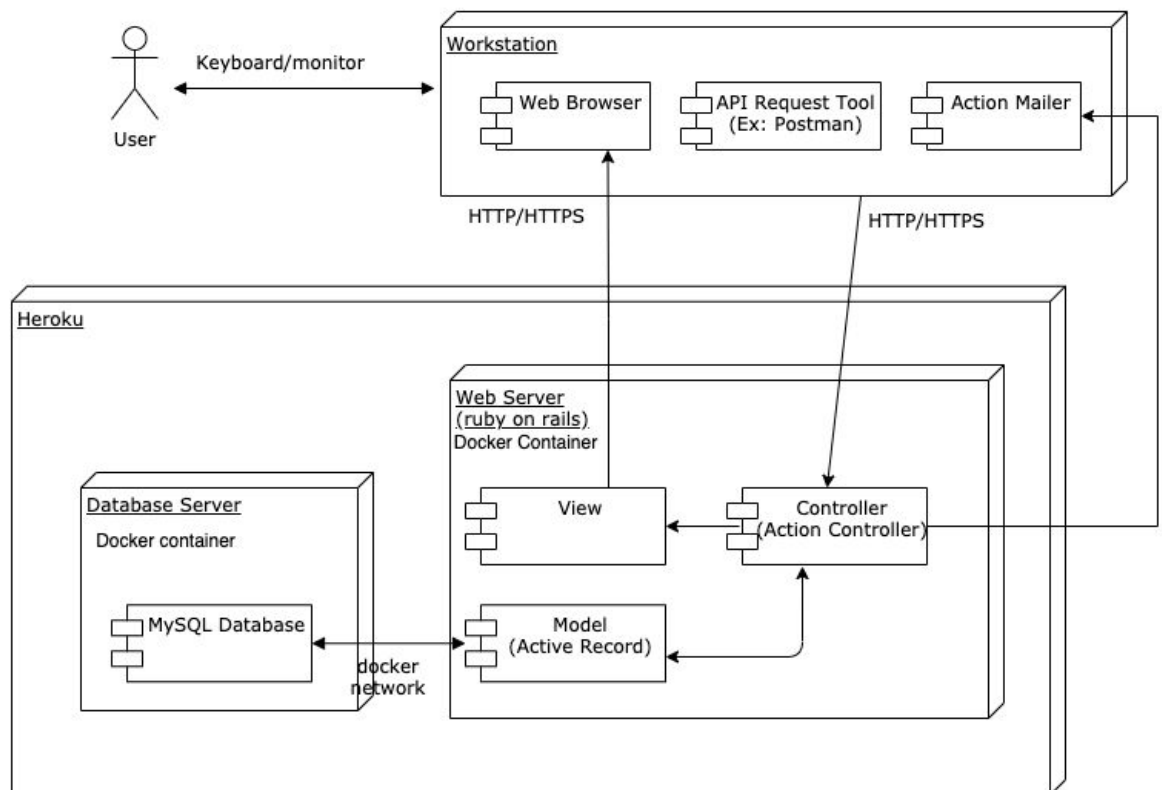 Workstation
Keyboard/monitor
Web Browser
API Request Tool
(Ex: Postman)
Action Mailer
User
HTTP/HTTPS
HTTP/HTTPS
Heroku
Web Server
(ruby on rails)
Docker Container
Database Server
Docker container
View
Controller
(Action Controller)
MySQL Database
Model
(Active Record)
docker
network